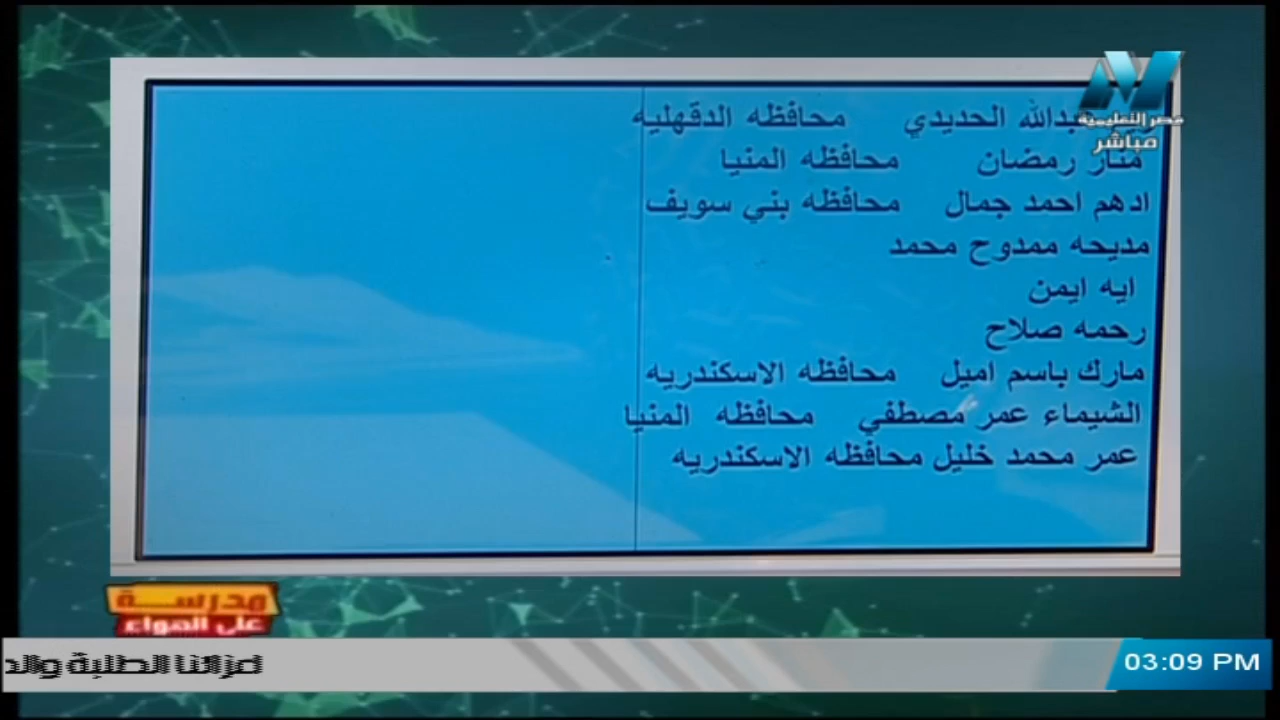 عبدالله الحديدي محافظه الدقهليه
منار رمضان محافظه المنيا
ادهم احمد جمال محافظه بني سويف
مديحه ممدوح محمد
ايه ايمن
رحمه صلاح
مارك باسم اميل محافظه الاسكندريه
الشيماء عمر مصطفي محافظه المنيا
عمر محمد خليل محافظه الاسكندريه
مصر التعليمية
مباشر
مدرسة
على الهواء
اعزائنا الطلبة
03:09 PM